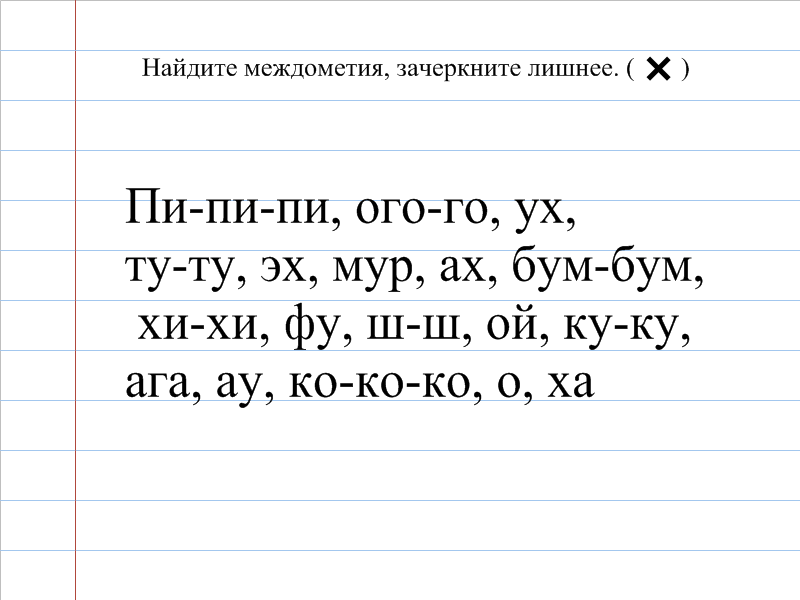 Найдите междометия, зачеркните лишнее. ( × )
Пи-пи-пи, ого-го, ух,
ту-ту, эх, мур, ах, бум-бум,
хи-хи, фу, ш-ш, ой, ку-ку,
ага, ау, ко-ко-ко, о, ха